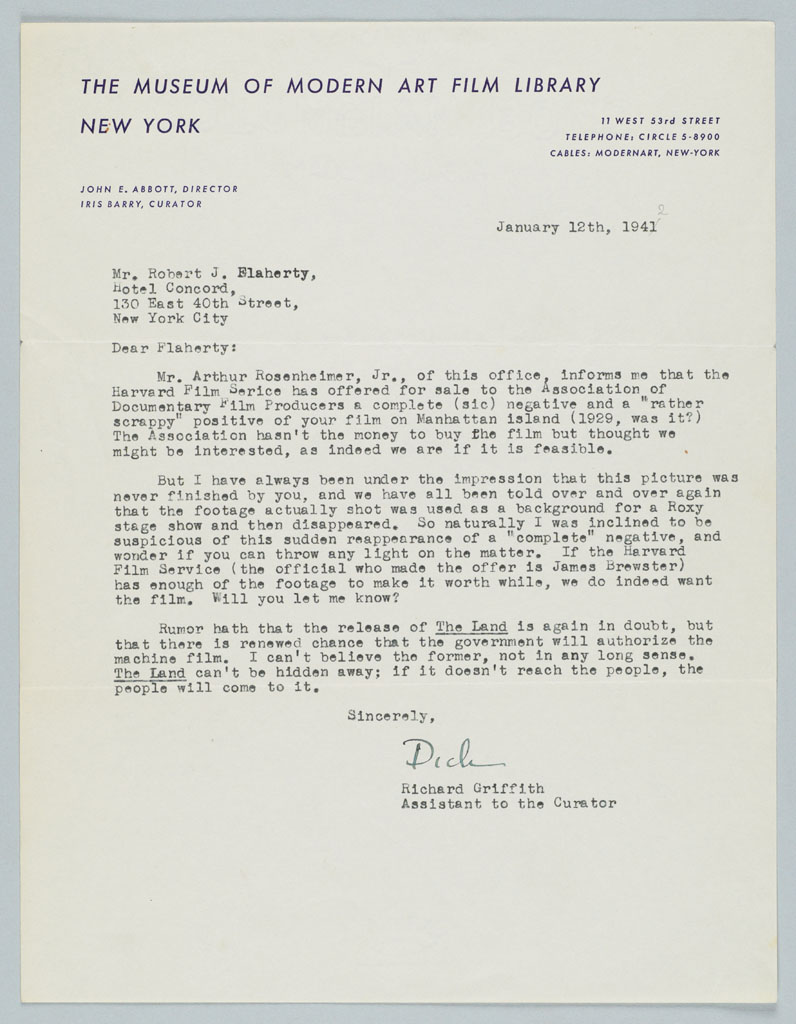 THE MUSEUM OF MODERN ART FILM LIBRARY
NEW YORK
11 WEST 53rd STREET
TELEPHONE: CIRCLE 5-8900
CABLES: MODERNART, NEW-YORK
JOHN E. ABBOTT, DIRECTOR
IRIS BARRY, CURATOR
2
January 12th, 1941
Mr. Robert J. Flaherty,
Hotel Concord,
130 East 40th Street,
New York City
Dear Flaherty:
Mr. Arthur Rosenheimer, Jr., of this office, informs me that the
Harvard Film Serice has offered for sale to the Association of
Documentary Film Producers a complete (sic) negative and a "rather
scrappy" positive of your film on Manhattan island (1929, was it?)
The Association hasn't the money to buy the film but thought we
might be interested, as indeed we are if it is feasible.
But I have always been under the impression that this picture was
never finished by you, and we have all been told over and over again
that the footage actually shot was used as a background for a Roxy
stage show and then disappeared. So naturally I was inclined to be
suspicious of this sudden reappearance of a "complete" negative, and
wonder if you can throw any light on the matter. If the Harvard
Film Service (the official who made the offer is James Brewster)
has enough of the footage to make it worth while, we do indeed want
the film. Will you let me know?
Rumor hath that the release of The Land is again in doubt, but
that there is renewed chance that the government will authorize the
machine film. I can't believe the former, not in any long sense.
The Land can't be hidden away; if it doesn't reach the people, the
people will come to it.
Sincerely,
Dick
Richard Griffith
Assistant to the Curator